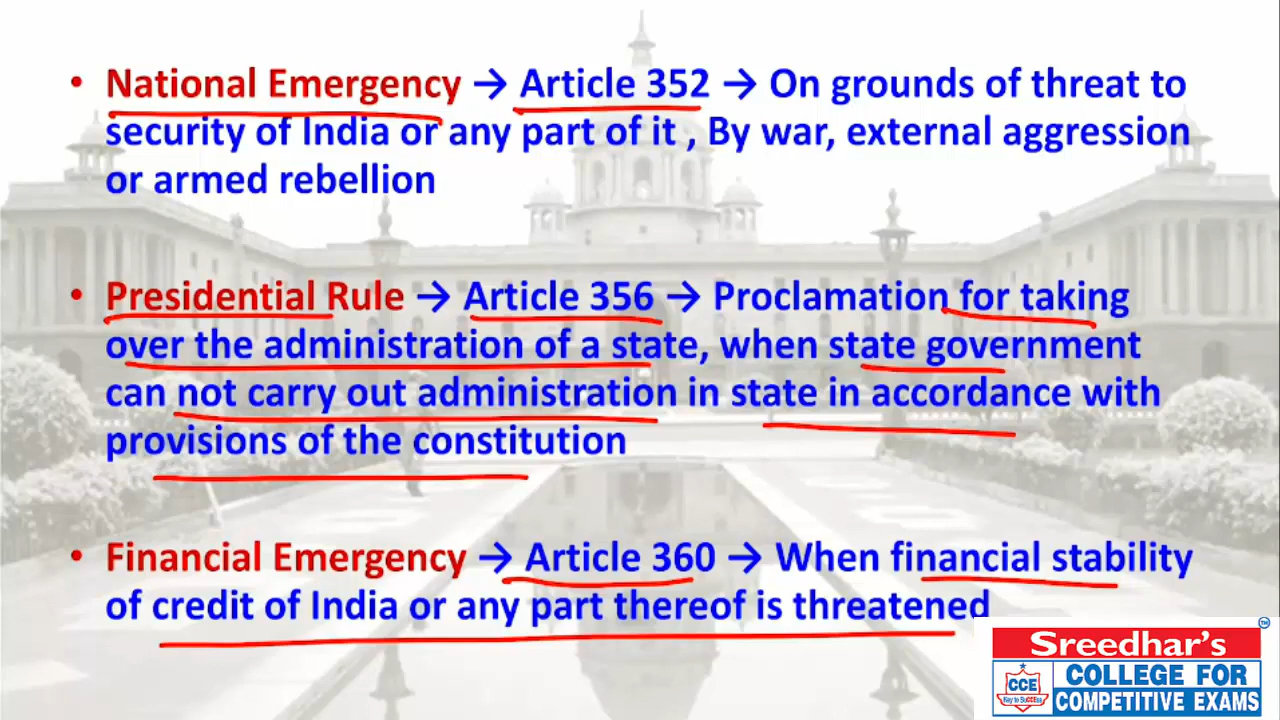 • National Emergency → Article 352 → On grounds of threat to
security of India or any part of it , By war, external aggression
or armed rebellion
• Presidential Rule → Article 356 → Proclamation for taking
over the administration of a state, when state government
can not carry out administration in state in accordance with
provisions of the constitution
• Financial Emergency → Article 360 → When financial stability
of credit of India or any part thereof is threatened
TM
Sreedhar's
CCE
Key to SuCCEss
COLLEGE FOR
COMPETITIVE EXAMS